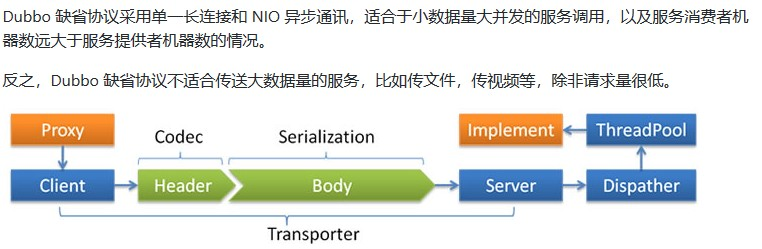 Dubbo 缺省协议采用单一长连接和 NIO 异步通讯，适合于小数据量大并发的服务调用，以及服务消费者机
器数远大于服务提供者机器数的情况。
反之，Dubbo 缺省协议不适合传送大数据量的服务，比如传文件，传视频等，除非请求量很低。
Proxy
Codec
Serialization
Implement
ThreadPool
Client
Header
Body
Server
Dispather
Transporter